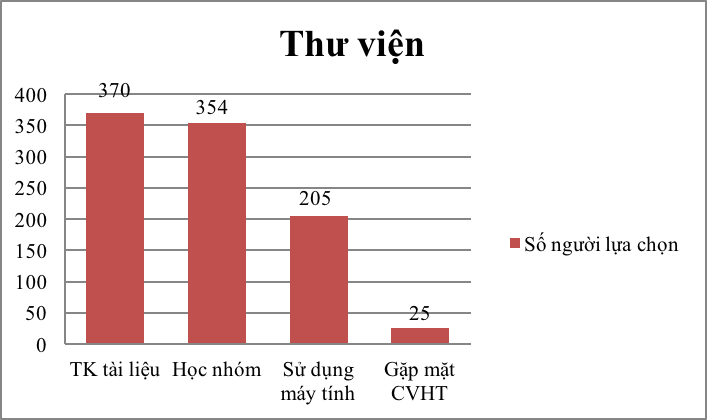 Thư viện
400
350
300
250
200
150
100
50
0
370
354
205
25
TK tài liệu
Học nhóm
Sử dụng
máy tính
Gặp mặt
CVHT
Số người lựa chọn